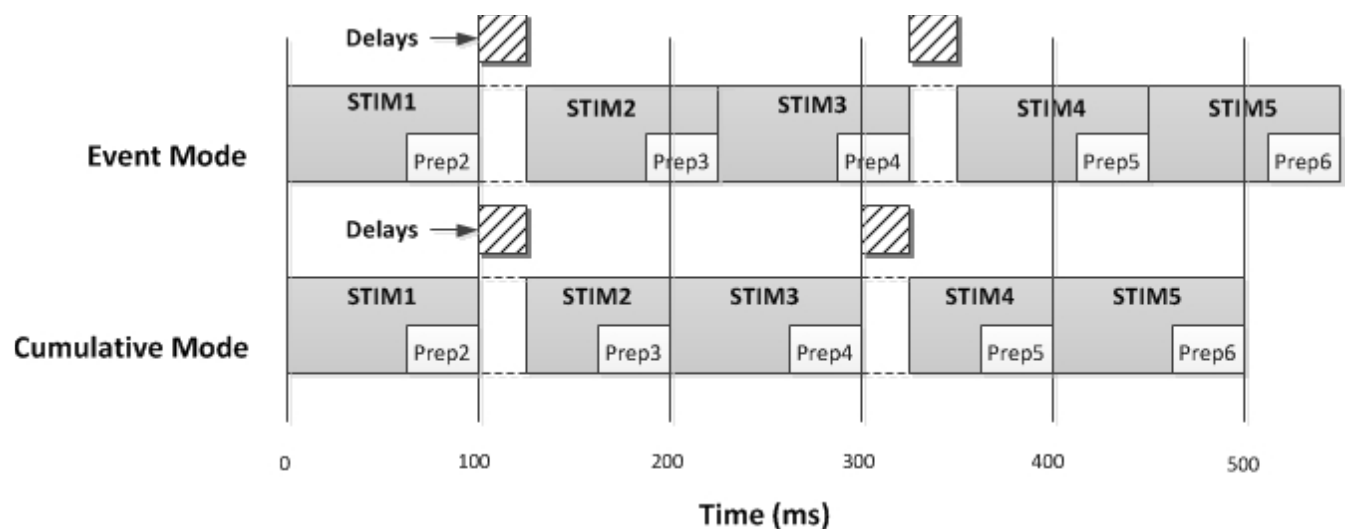 Delays
STIM1 STIM2 STIM3 STIM4 STIM5
Event Mode
Prep2 Prep3 Prep4 Prep5 Prep6
Delays
STIM1 STIM2 STIM3 STIM4 STIM5
Cumulative Mode
Prep2 Prep3 Prep4 Prep5 Prep6
0 100 200 300 400 500
Time (ms)